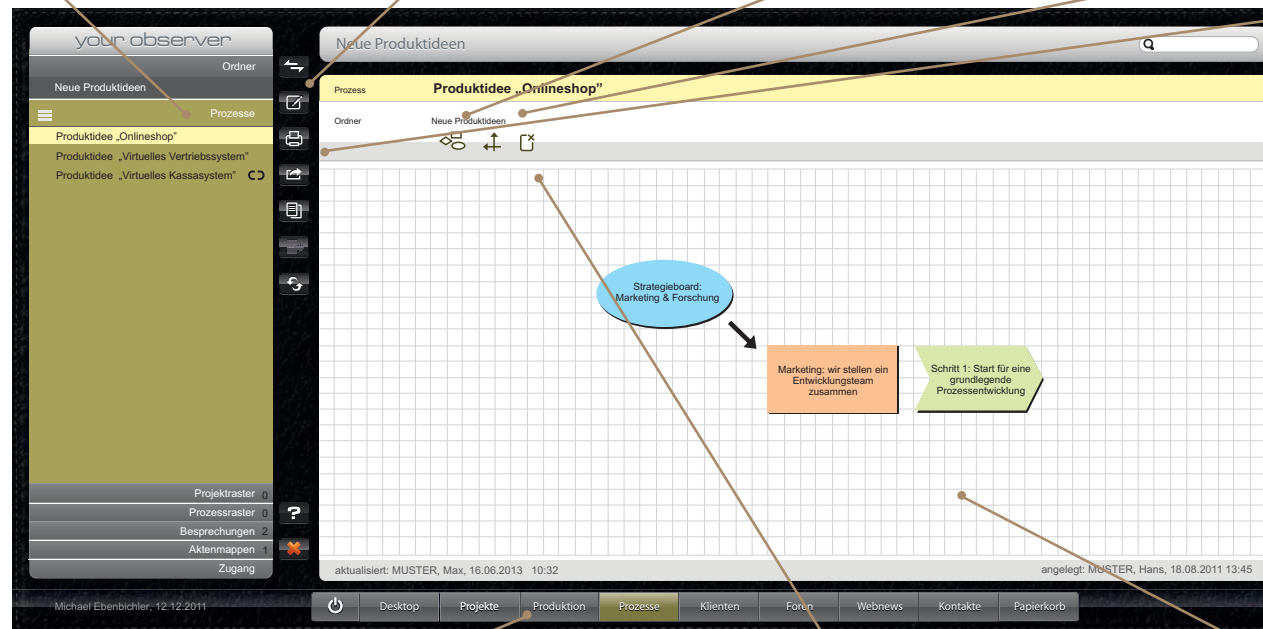 your observer
Ordner
Neue Produktideen
Prozesse
Produktidee „Onlineshop”
Produktidee „Virtuelles Vertriebssystem”
Produktidee „Virtuelles Kassasystem”
Projektraster 0
Prozessraster 0
Besprechungen 2
Aktenmappen 1
Zugang
?
Neue Produktideen
Prozess
Produktidee „Onlineshop”
Ordner
Neue Produktideen
Strategieboard:
Marketing & Forschung
Marketing: wir stellen ein
Entwicklungsteam
zusammen
Schritt 1: Start für eine
grundlegende
Prozessentwicklung
aktualisiert: MUSTER, Max, 16.06.2013 10:32
angelegt: MUSTER, Hans, 18.08.2011 13:45
Michael Ebenbichler, 12.12.2011
Desktop
Projekte
Produktion
Prozesse
Klienten
Foren
Webnews
Kontakte
Papierkorb